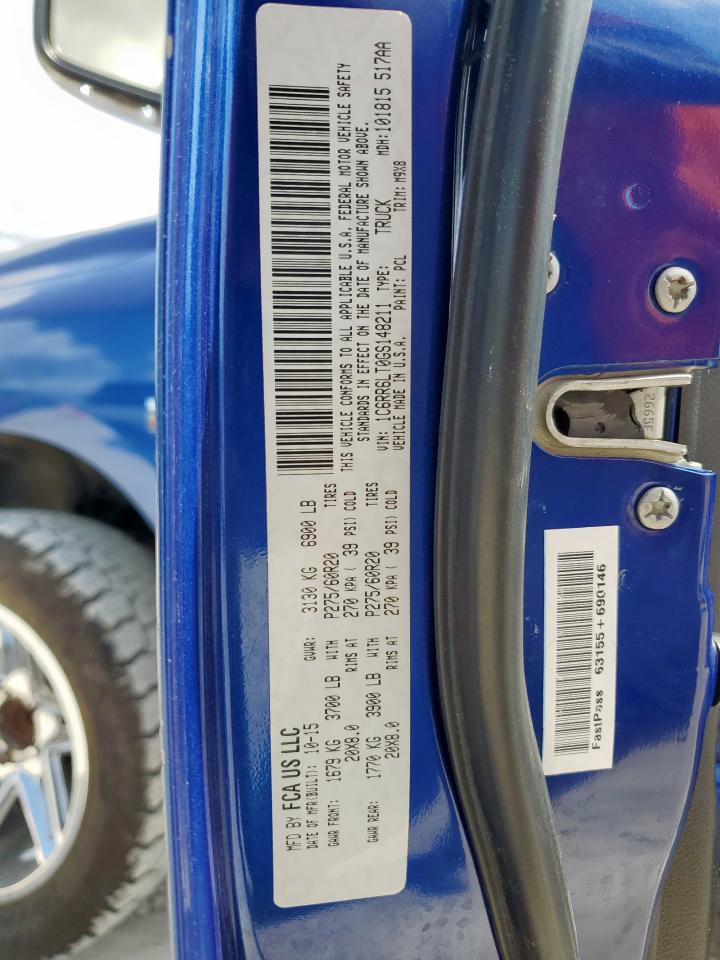 MFD BY FCA US LLC
DATE OF MFR(BUILT): 10-15 GVWR: 3130 KG 6900 LB
GAWR FRONT: 1679 KG 3700 LB WITH P275/60R20 TIRES
20X8.0 RIMS AT 270 KPA ( 39 PSI) COLD
GAWR REAR: 1770 KG 3900 LB WITH P275/60R20 TIRES
20X8.0 RIMS AT 270 KPA ( 39 PSI) COLD
THIS VEHICLE CONFORMS TO ALL APPLICABLE U.S.A. FEDERAL MOTOR VEHICLE SAFETY
STANDARDS IN EFFECT ON THE DATE OF MANUFACTURE SHOWN ABOVE.
VIN: 1C6RR6LT0GS148211 TYPE: TRUCK MDH:101815 517AA
VEHICLE MADE IN U.S.A. PAINT: PCL TRIM: M9X8
FastPass 63155 + 690146
2665F